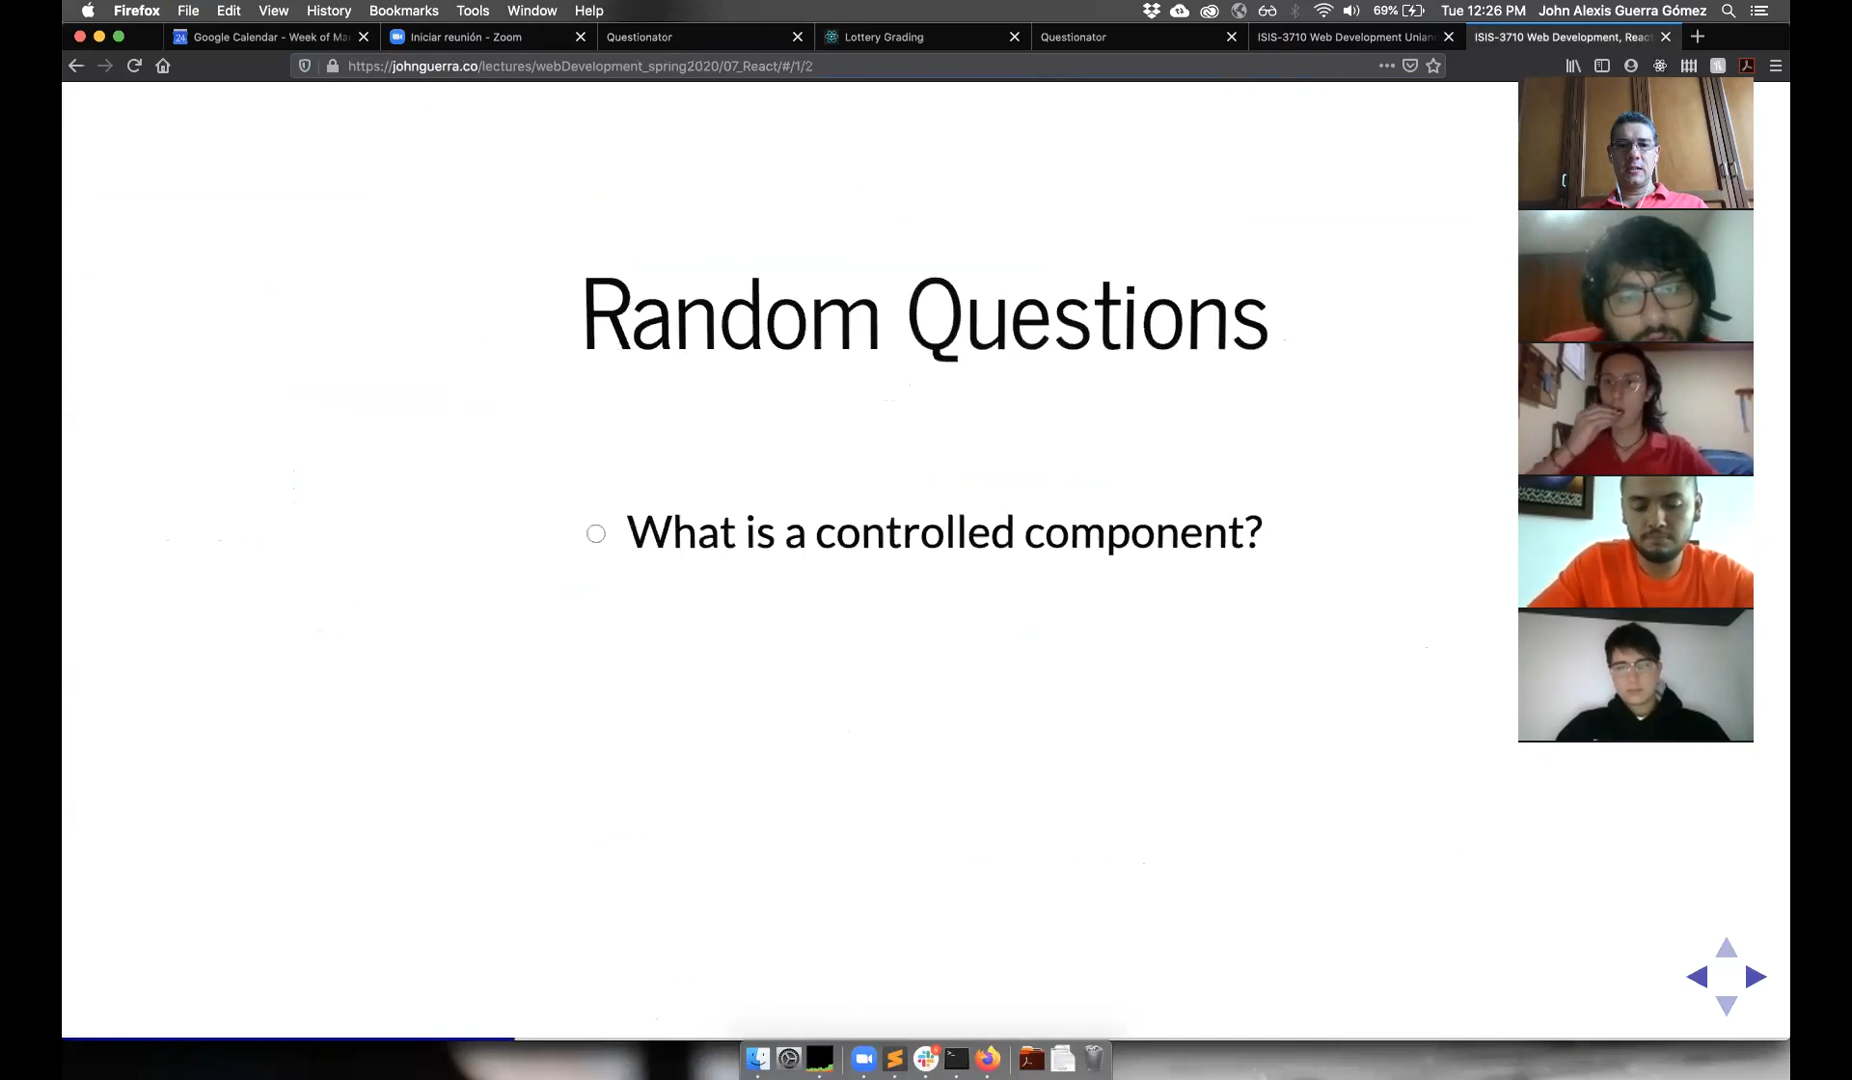 Firefox File Edit View History Bookmarks Tools Window Help 69% Tue 12:26 PM John Alexis Guerra Gómez
24 Google Calendar - Week of Ma Iniciar reunión - Zoom Questionator Lottery Grading Questionator ISIS-3710 Web Development Unian ISIS-3710 Web Development, React
https://johnguerra.co/lectures/webDevelopment_spring2020/07_React/#/1/2
Random Questions
What is a controlled component?